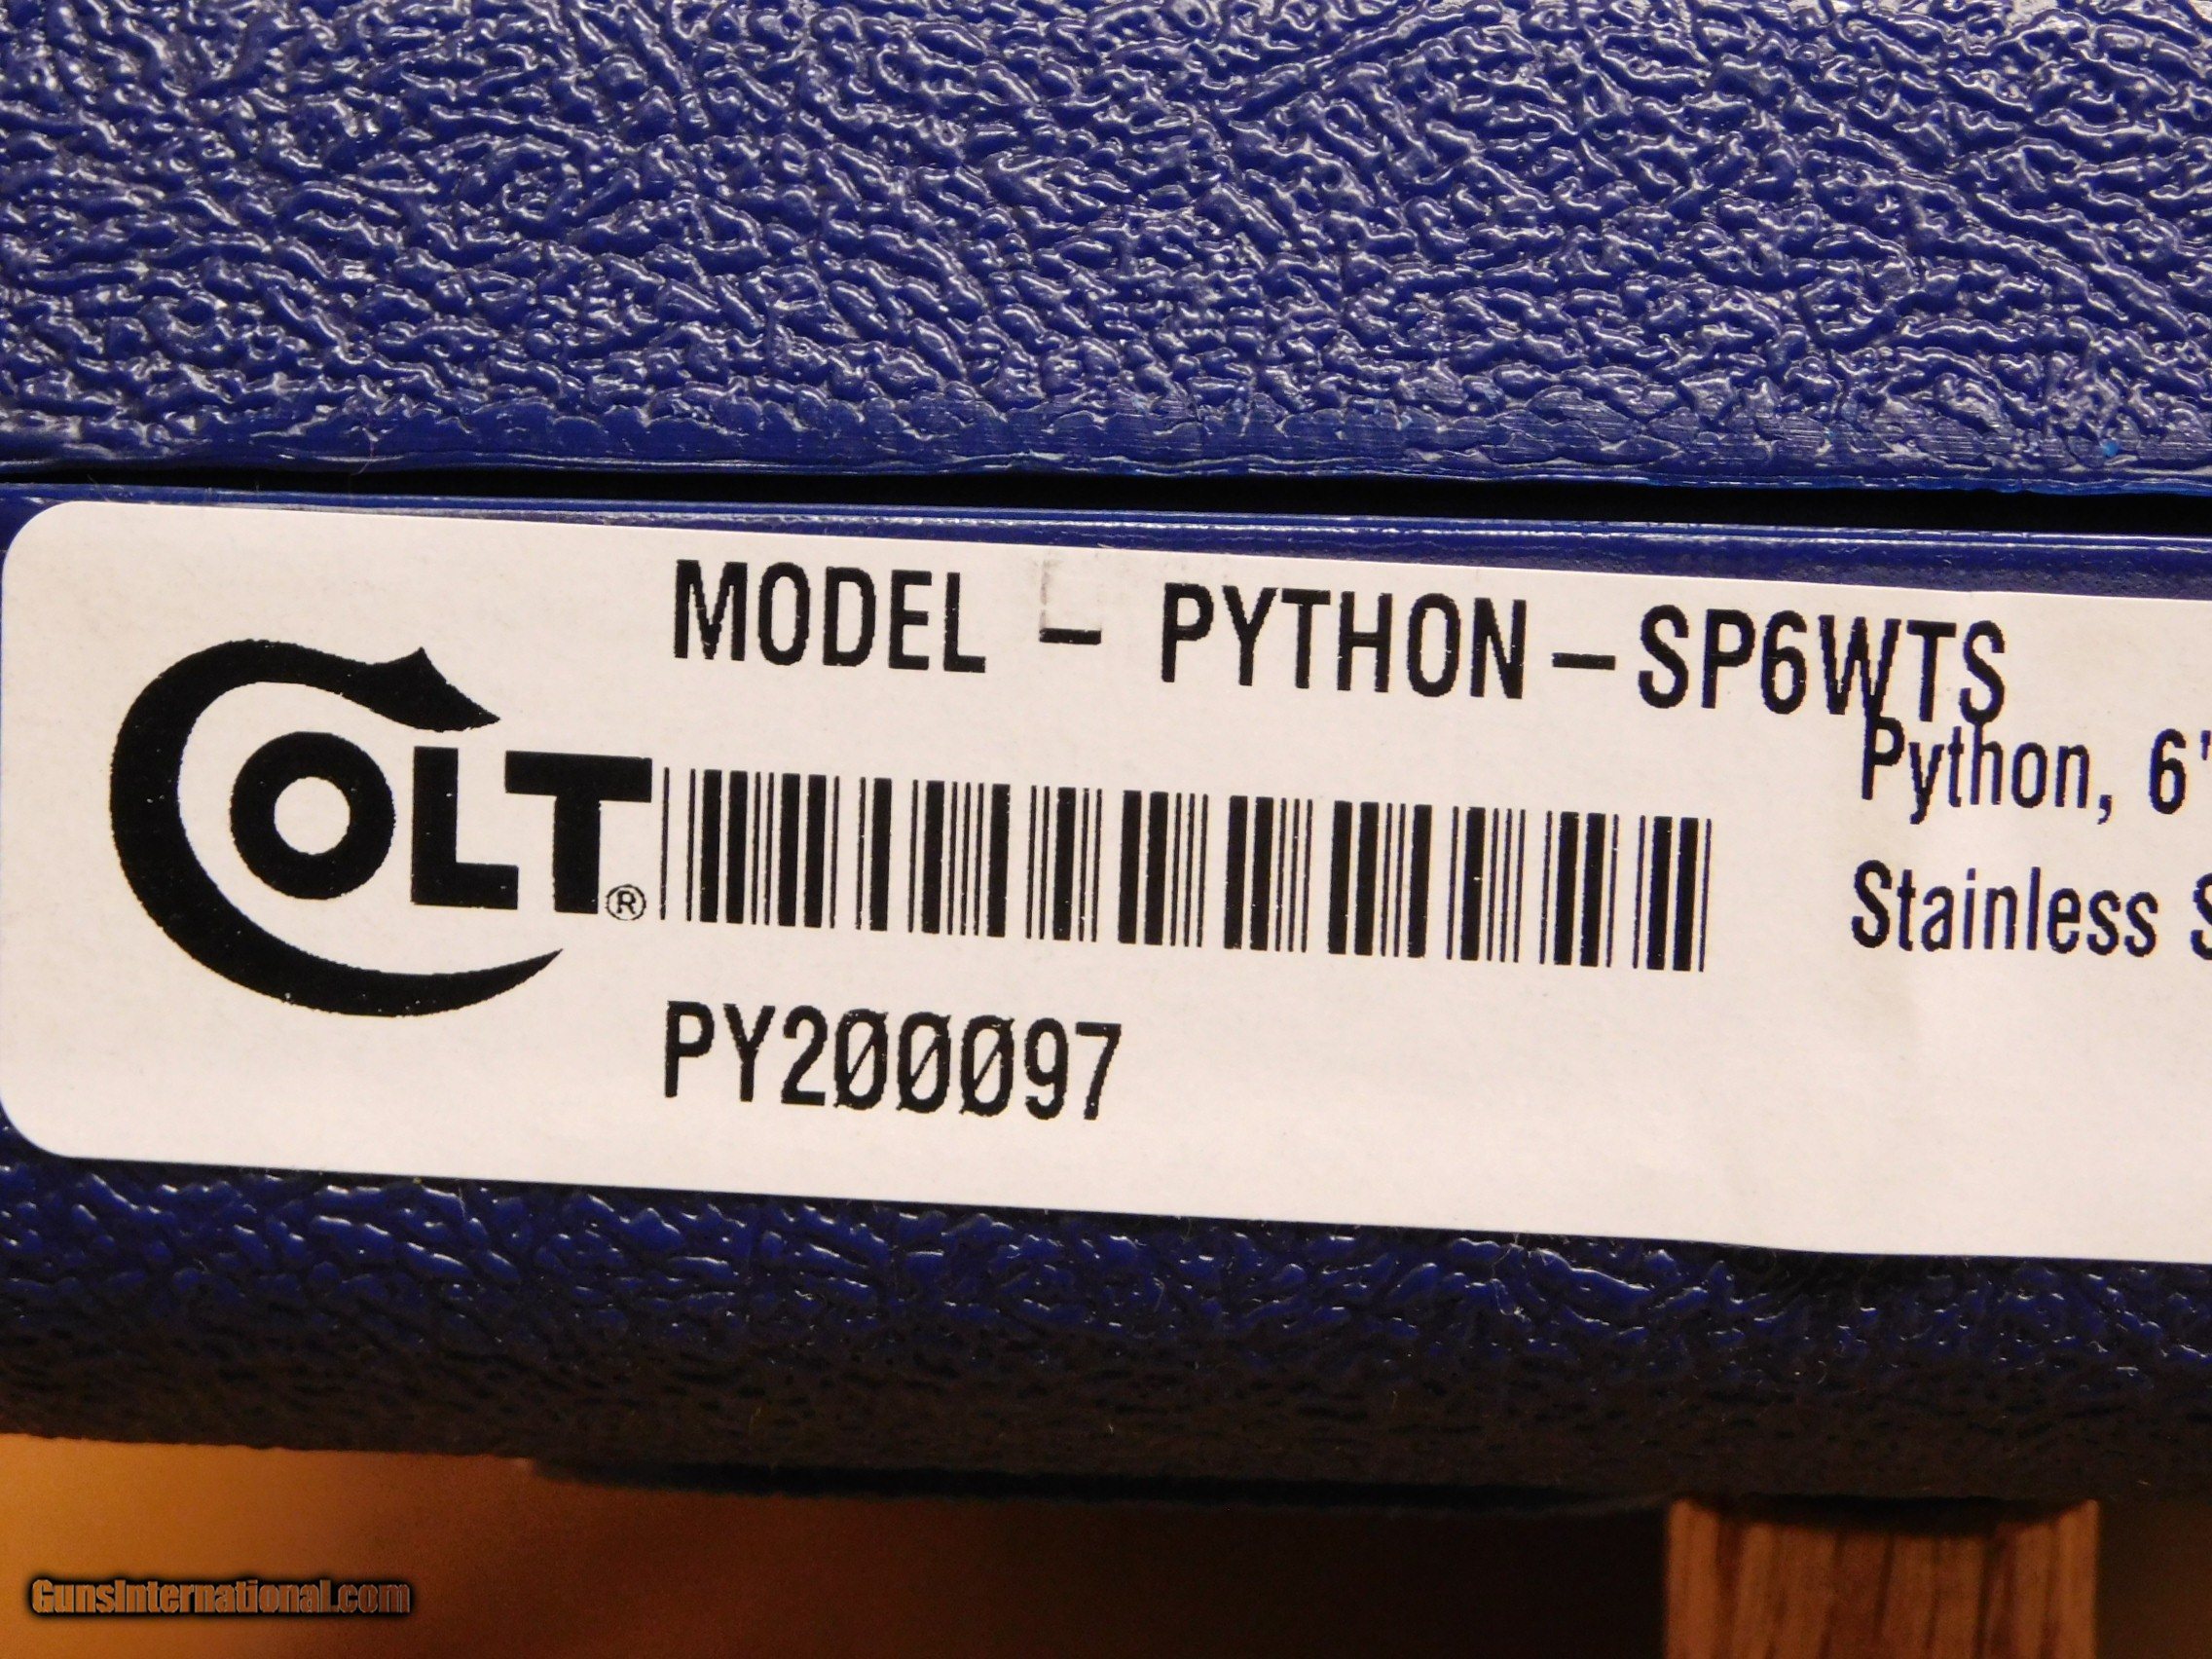 MODEL - PYTHON-SP6WTS
COLT®
Python, 6"
Stainless S
PY200097
GunsInternational.com